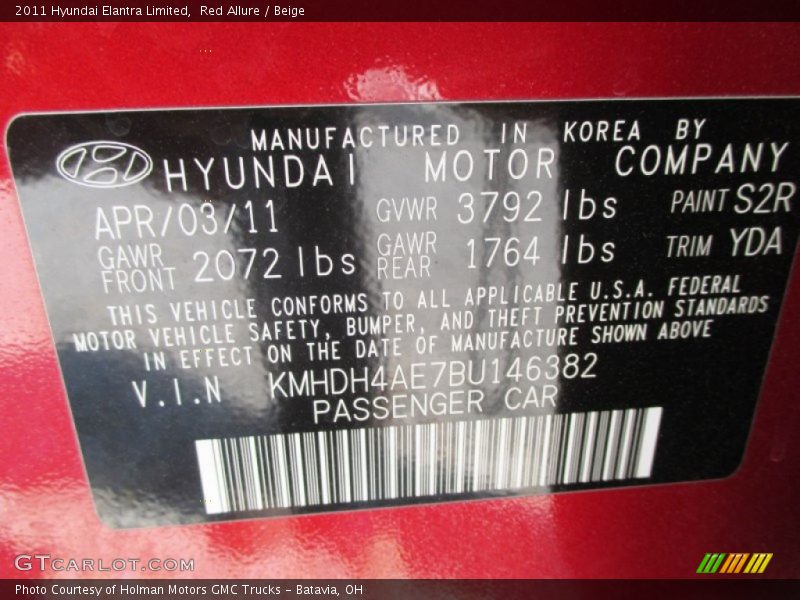 2011 Hyundai Elantra Limited,  Red Allure / Beige
MANUFACTURED IN KOREA BY
HYUNDAI MOTOR COMPANY
APR/03/11 GVWR 3792 lbs PAINT S2R
GAWR FRONT 2072 lbs GAWR REAR 1764 lbs TRIM YDA
THIS VEHICLE CONFORMS TO ALL APPLICABLE U.S.A. FEDERAL
MOTOR VEHICLE SAFETY, BUMPER, AND THEFT PREVENTION STANDARDS
IN EFFECT ON THE DATE OF MANUFACTURE SHOWN ABOVE
V.I.N KMHDH4AE7BU146382
PASSENGER CAR
GTCARLOT.COM
Photo Courtesy of Holman Motors GMC Trucks - Batavia, OH